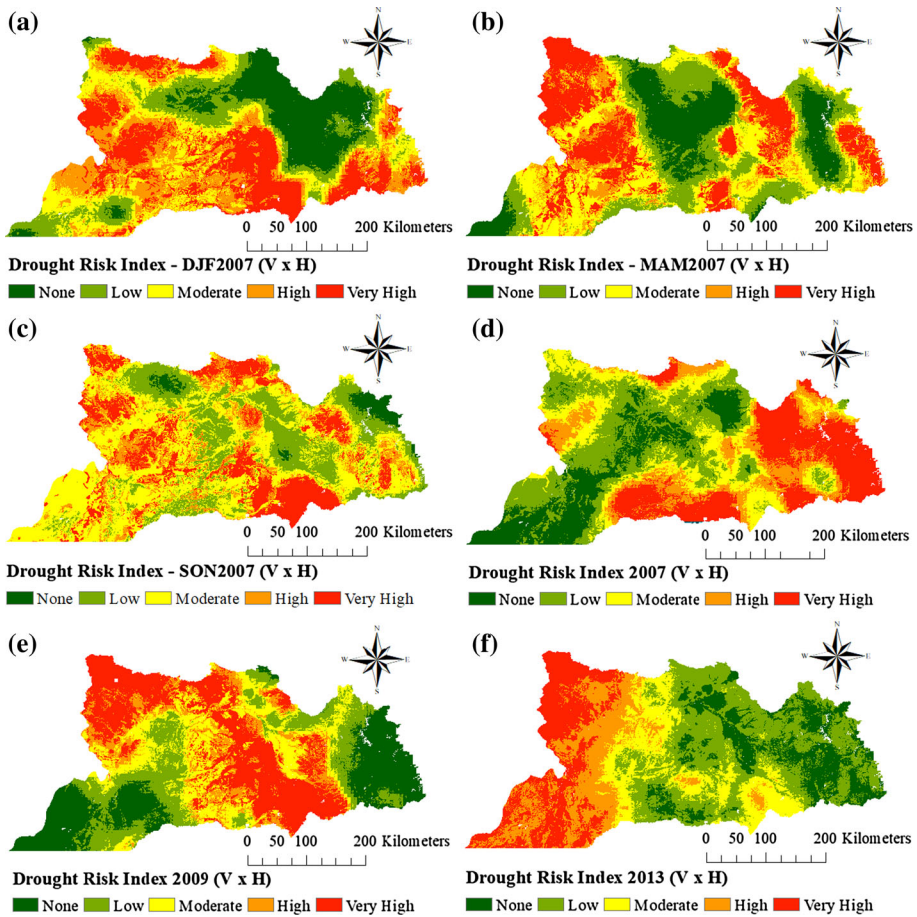 (a)
N
W E
S
0 50 100 200 Kilometers
Drought Risk Index - DJF2007 (V x H)
None Low Moderate High Very High
(b)
N
W E
S
0 50 100 200 Kilometers
Drought Risk Index - MAM2007 (V x H)
None Low Moderate High Very High
(c)
N
W E
S
0 50 100 200 Kilometers
Drought Risk Index - SON2007 (V x H)
None Low Moderate High Very High
(d)
N
W E
S
0 50 100 200 Kilometers
Drought Risk Index 2007 (V x H)
None Low Moderate High Very High
(e)
N
W E
S
0 50 100 200 Kilometers
Drought Risk Index 2009 (V x H)
None Low Moderate High Very High
(f)
N
W E
S
0 50 100 200 Kilometers
Drought Risk Index 2013 (V x H)
None Low Moderate High Very High